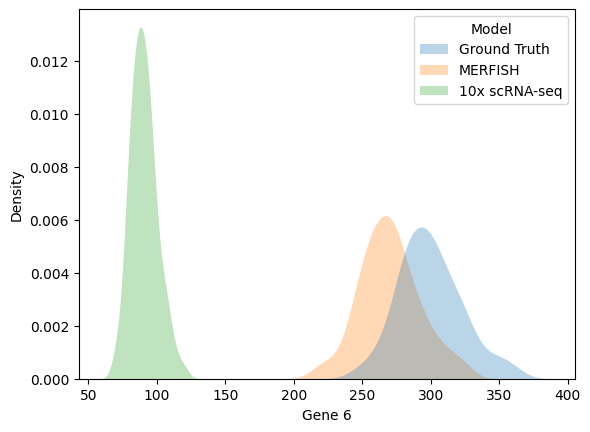 Model
Ground Truth
MERFISH
10x scRNA-seq
0.012
0.010
0.008
0.006
0.004
0.002
0.000
Density
50 100 150 200 250 300 350 400
Gene 6